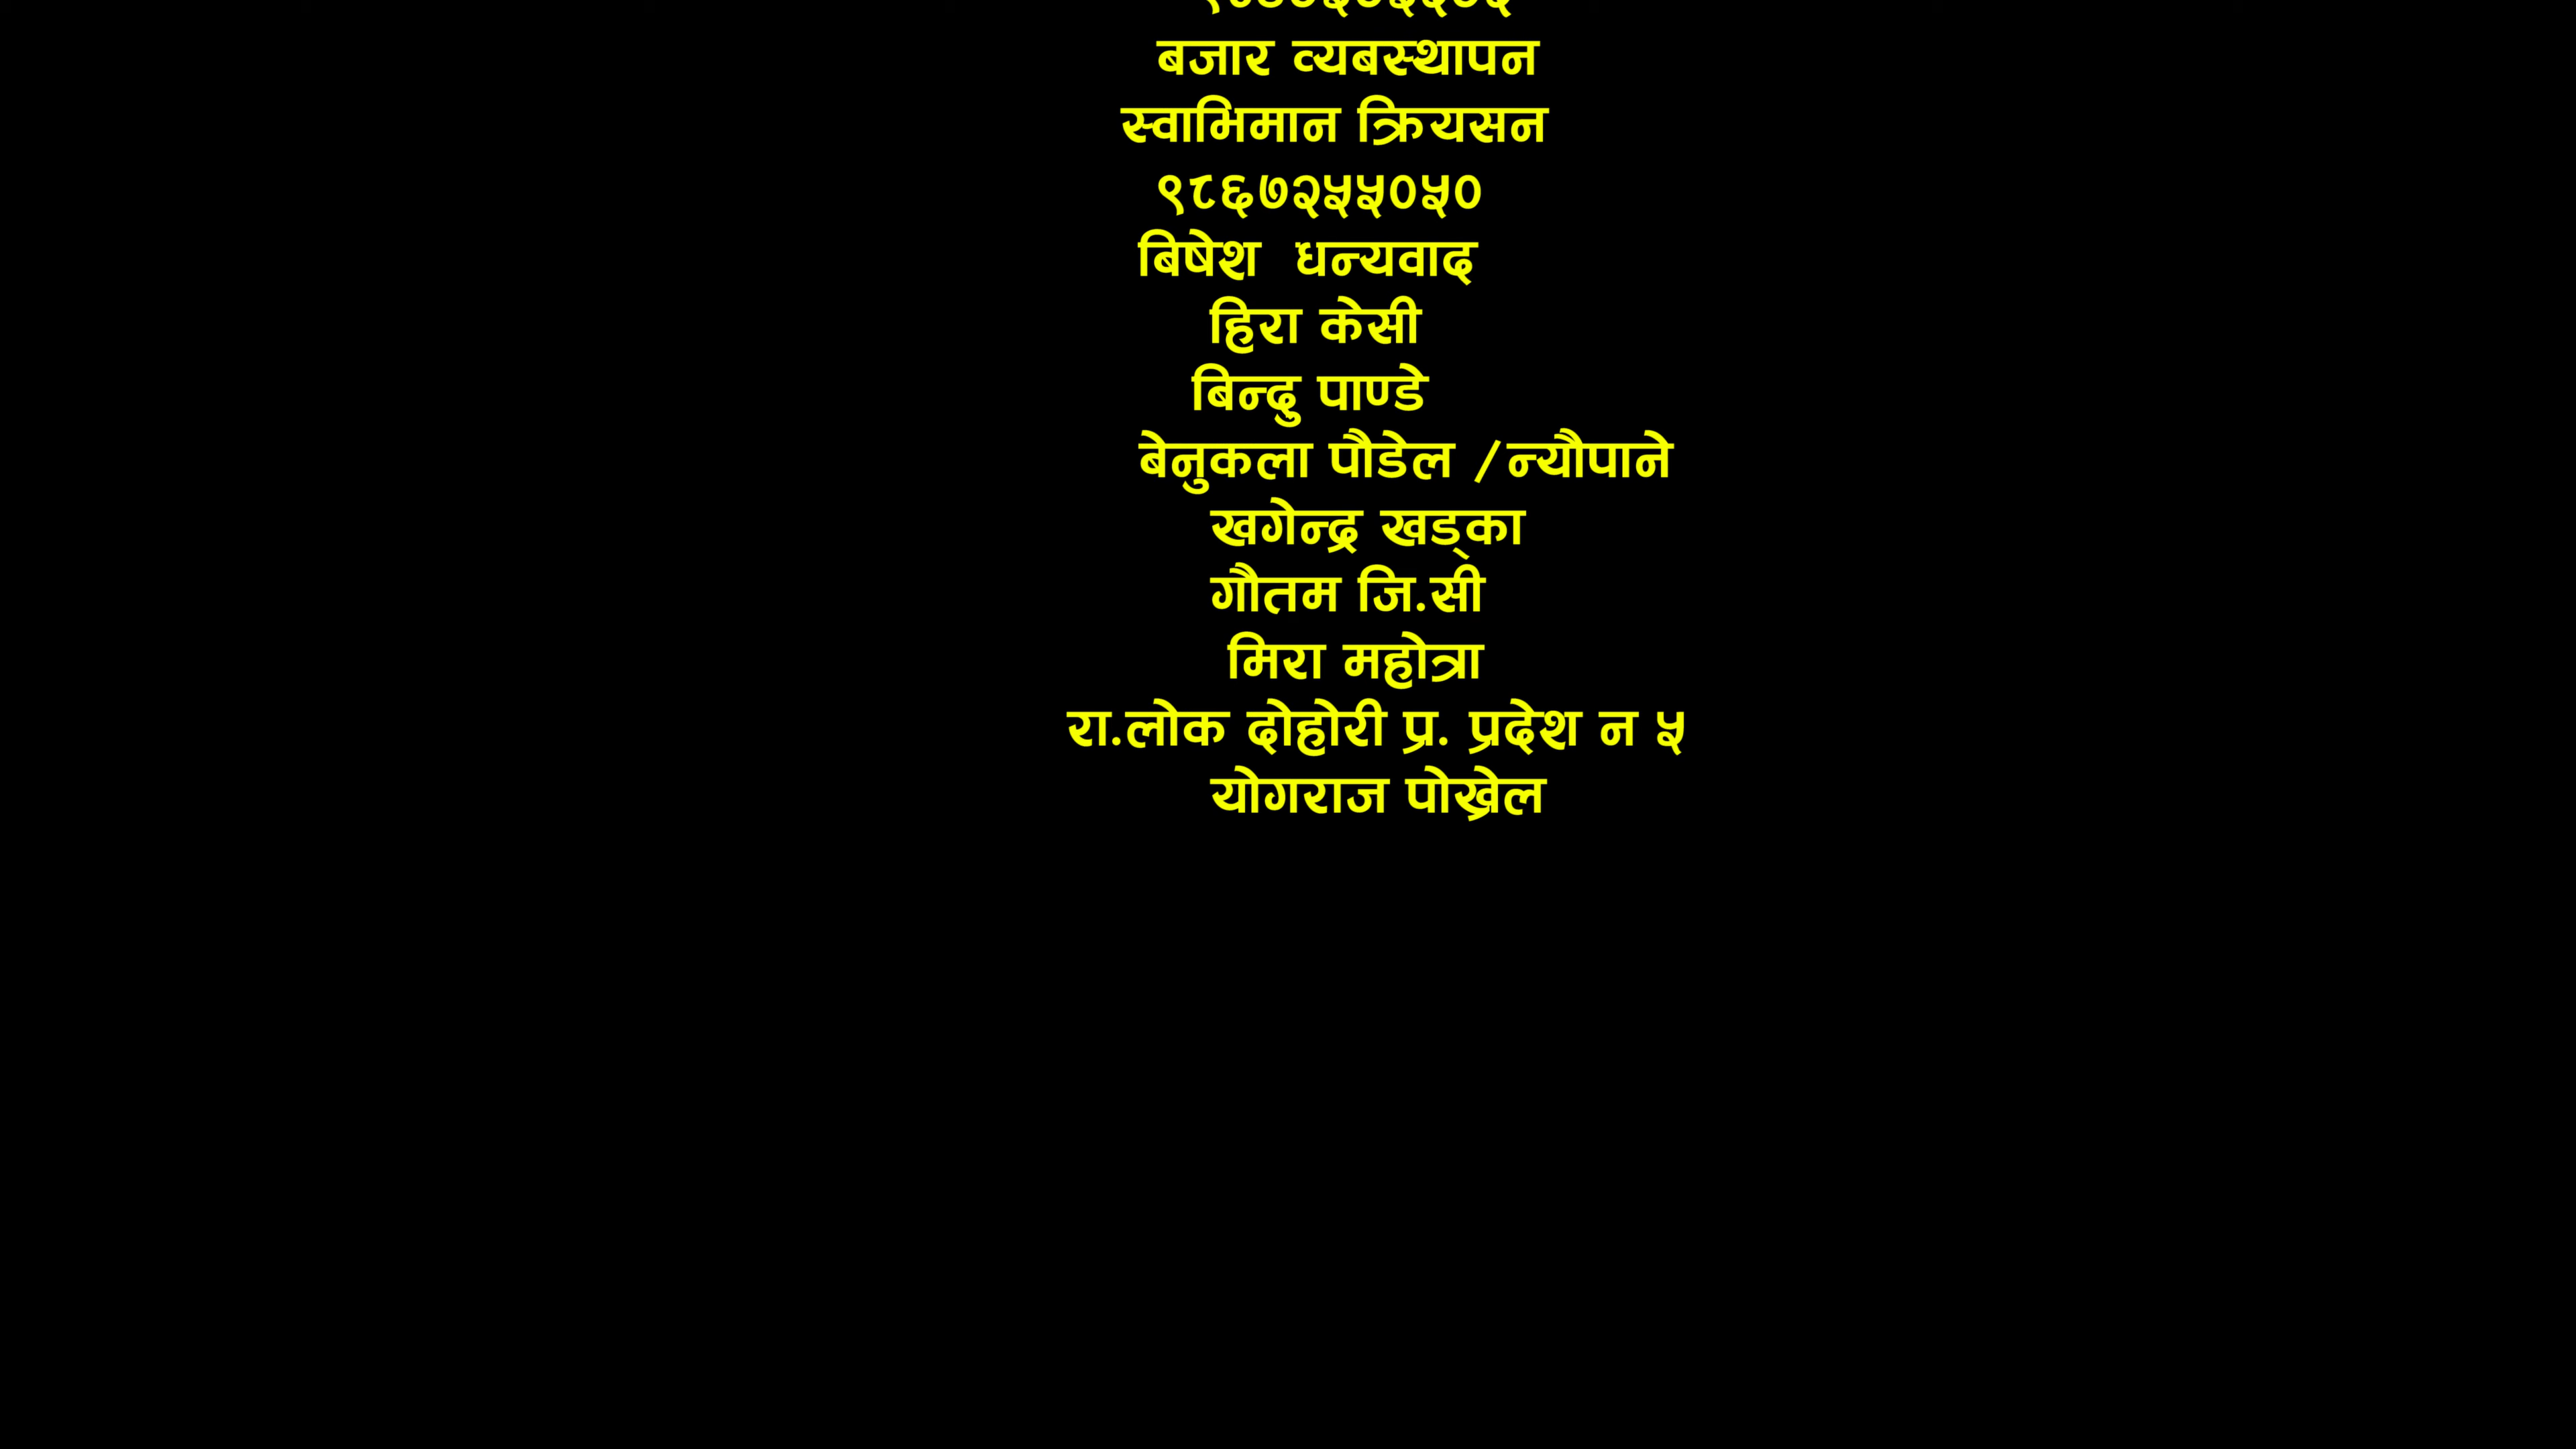 बजार व्यबस्थापन
स्वाभिमान क्रियसन
९८६७२५५०५०
बिषेश धन्यवाद्
हिरा केसी
बिन्दु पाण्डे
बेनुकला पौडेल /न्यौपाने
खगेन्द्र खड्का
गौतम जि.सी
मिरा महोत्रा
रा.लोक दोहोरी प्र. प्रदेश न ५
योगराज पोख्रेल